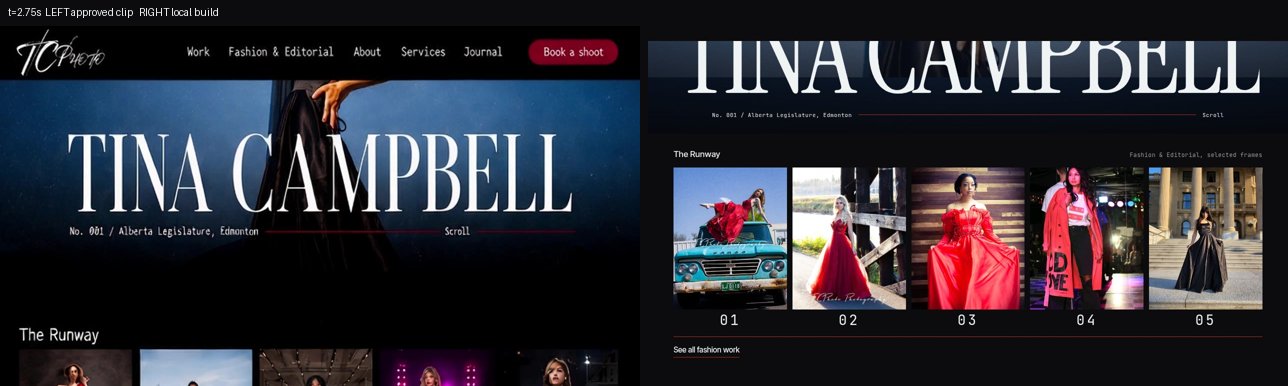 t=2.75s LEFT approved clip RIGHT local build
TCPhoto
Work Fashion & Editorial About Services Journal Book a shoot
TINA CAMPBELL
No. 001 / Alberta Legislature, Edmonton Scroll
The Runway
TINA CAMPBELL
No. 001 / Alberta Legislature, Edmonton Scroll
The Runway Fashion & Editorial, selected frames
01 02 03 04 05
See all fashion work